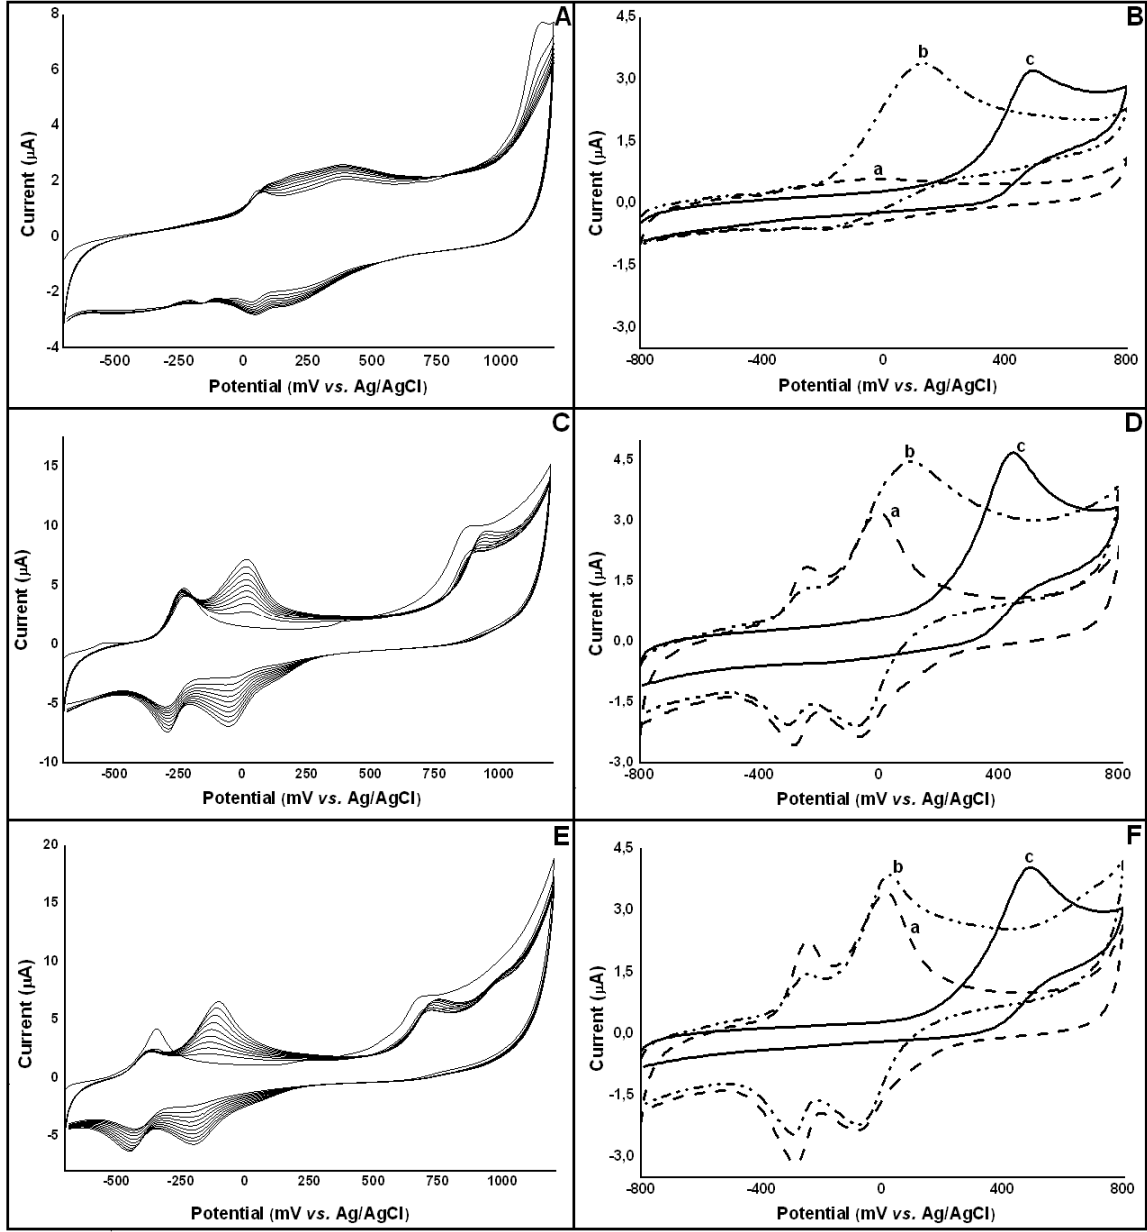 A
8
6
4
2
0
-2
-4
Current (μA)
-500 -250 0 250 500 750 1000
Potential (mV vs. Ag/AgCl)
B
4,5
3,0
1,5
0,0
-1,5
-3,0
Current (μA)
b
c
a
-800 -400 0 400 800
Potential (mV vs. Ag/AgCl)
C
15
10
5
0
-5
-10
Current (μA)
-500 -250 0 250 500 750 1000
Potential (mV vs. Ag/AgCl)
D
4,5
3,0
1,5
0,0
-1,5
-3,0
Current (μA)
b
c
a
-800 -400 0 400 800
Potential (mV vs. Ag/AgCl)
E
20
15
10
5
0
-5
Current (μA)
-500 -250 0 250 500 750 1000
Potential (mV vs. Ag/AgCl)
F
4,5
3,0
1,5
0,0
-1,5
-3,0
Current (μA)
b
c
a
-800 -400 0 400 800
Potential (mV vs. Ag/AgCl)